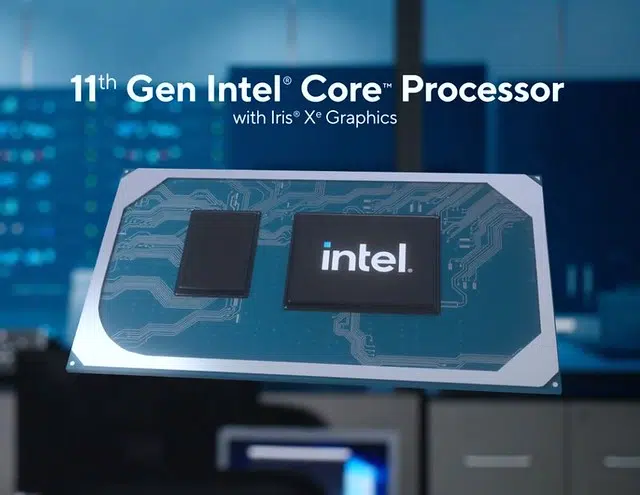 11th Gen Intel® Core™ Processor
with Iris® Xe Graphics
intel.